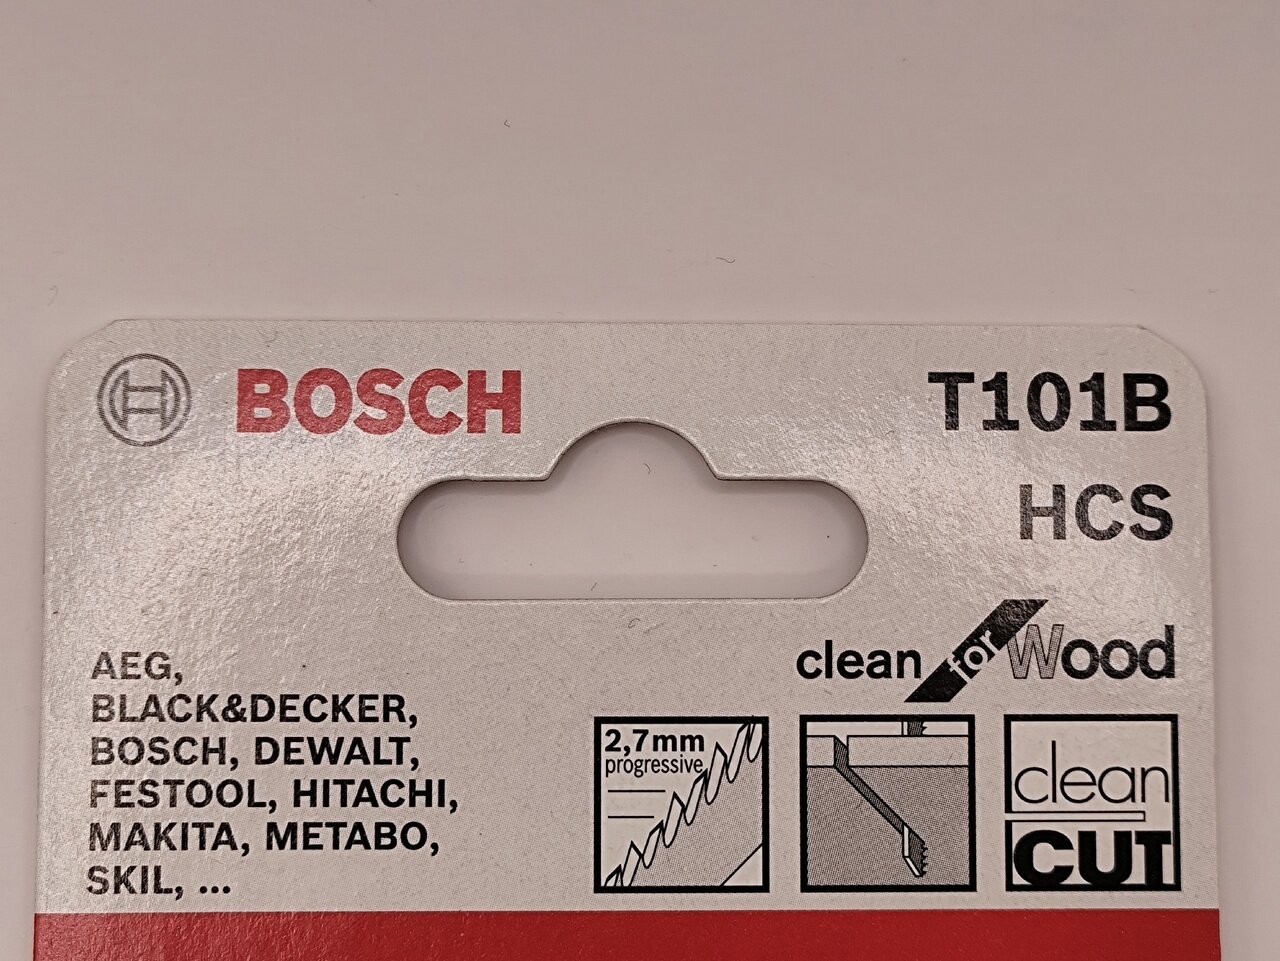 BOSCH
T101B
HCS
clean for Wood
AEG,
BLACK&DECKER,
BOSCH, DEWALT,
FESTOOL, HITACHI,
MAKITA, METABO,
SKIL, ...
2,7mm
progressive
clean
CUT